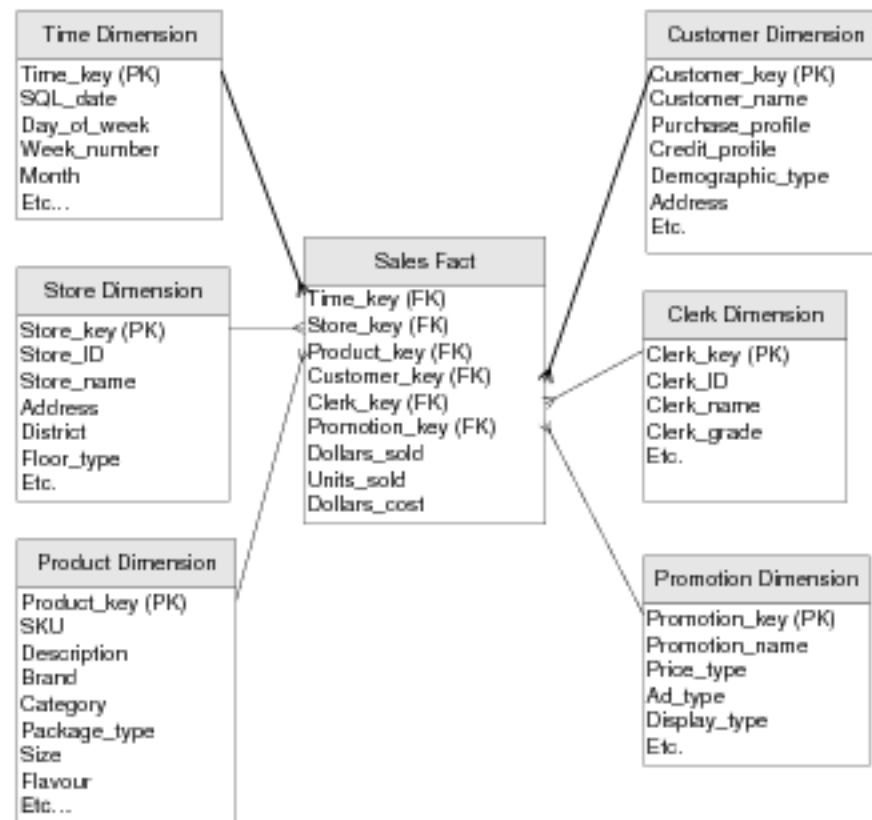 Time Dimension
Time_key (PK)
SQL_date
Day_of_week
Week_number
Month
Etc...
Store Dimension
Store_key (PK)
Store_ID
Store_name
Address
District
Floor_type
Etc.
Product Dimension
Product_key (PK)
SKU
Description
Brand
Category
Package_type
Size
Flavour
Etc...
Sales Fact
Time_key (FK)
Store_key (FK)
Product_key (FK)
Customer_key (FK)
Clerk_key (FK)
Promotion_key (FK)
Dollars_sold
Units_sold
Dollars_cost
Customer Dimension
Customer_key (PK)
Customer_name
Purchase_profile
Credit_profile
Demographic_type
Address
Etc.
Clerk Dimension
Clerk_key (PK)
Clerk_ID
Clerk_name
Clerk_grade
Etc.
Promotion Dimension
Promotion_key (PK)
Promotion_name
Price_type
Ad_type
Display_type
Etc.